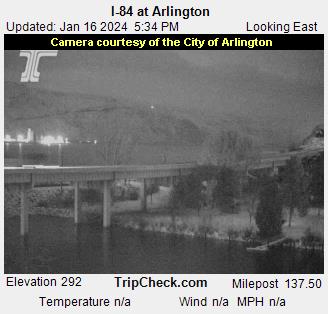 I-84 at Arlington
Updated: Jan 16 2024 5:34 PM Looking East
Camera courtesy of the City of Arlington
Elevation 292 TripCheck.com Milepost 137.50
Temperature n/a Wind n/a MPH n/a